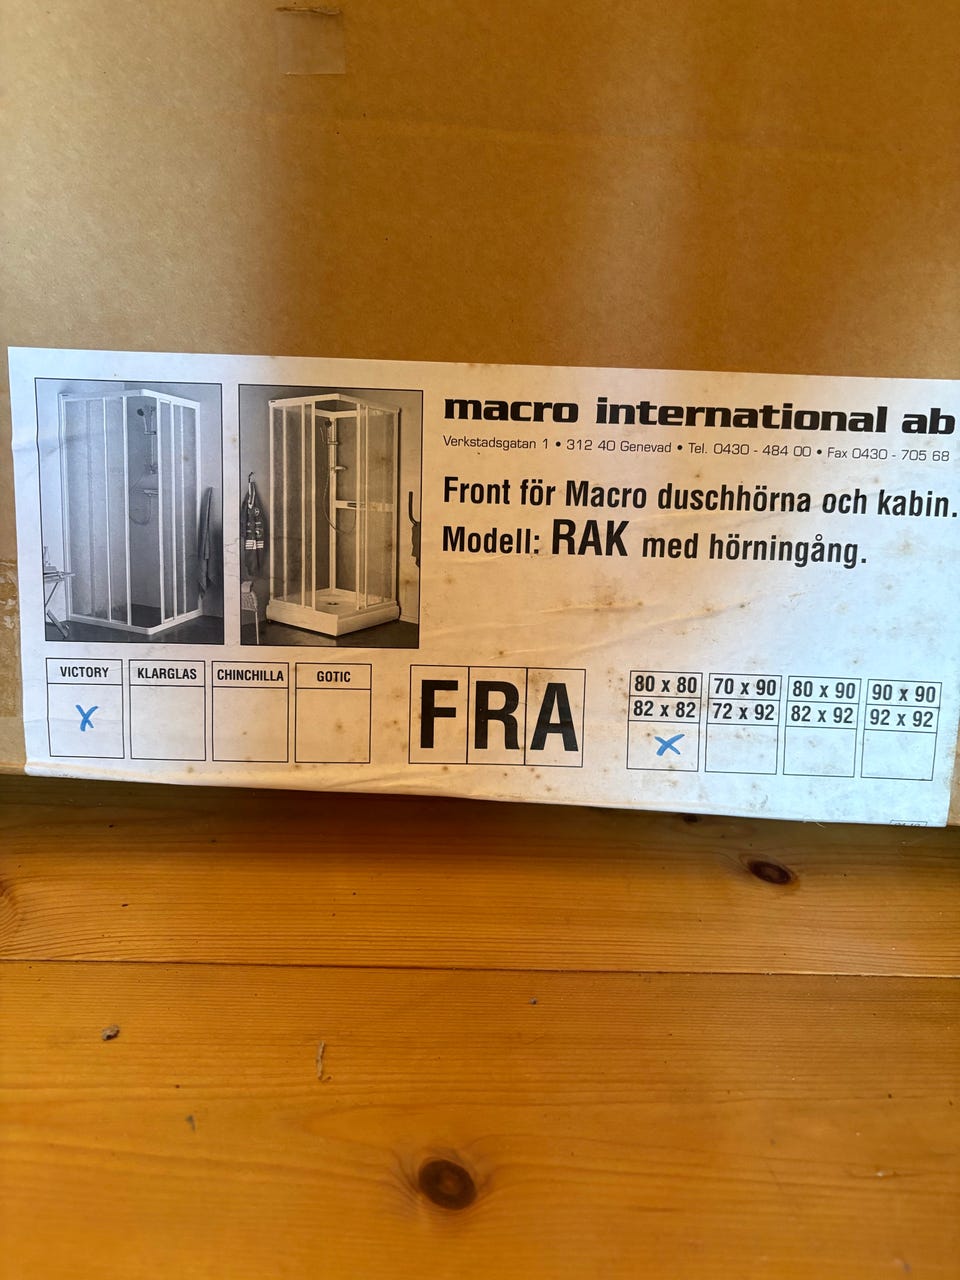 macro international ab
Verkstadsgatan 1 • 312 40 Genevad • Tel. 0430 - 484 00 • Fax 0430 - 705 68
Front för Macro duschhörna och kabin.
Modell: RAK med hörningång.
VICTORY KLARGLAS CHINCHILLA GOTIC
X
FRA
80 x 80 70 x 90 80 x 90 90 x 90
82 x 82 72 x 92 82 x 92 92 x 92
X